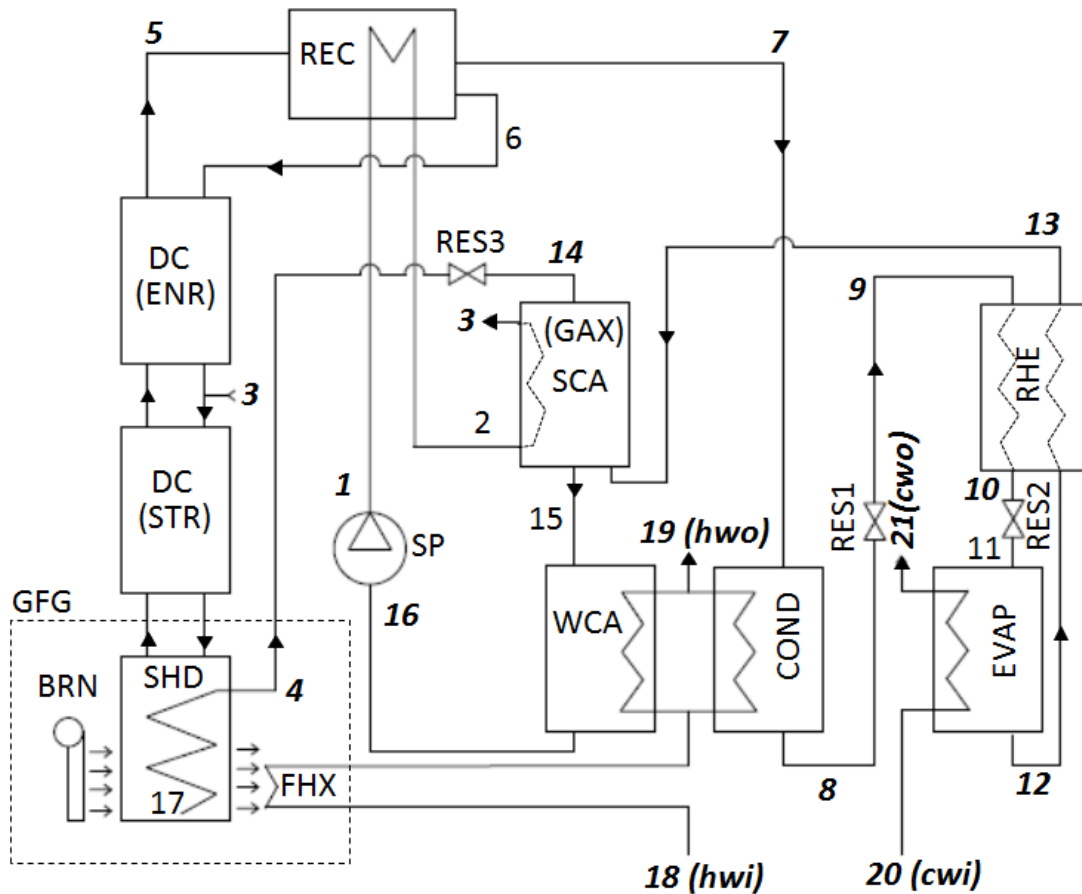 5
REC
7
6
DC
(ENR)
RES3
14
13
9
3
(GAX)
SCA
RHE
3
2
DC
(STR)
1
SP
15
19 (hwo)
RES1
21(cwo)
10
RES2
11
GFG
16
WCA
COND
EVAP
BRN
SHD
4
17
FHX
8
12
18 (hwi)
20 (cwi)